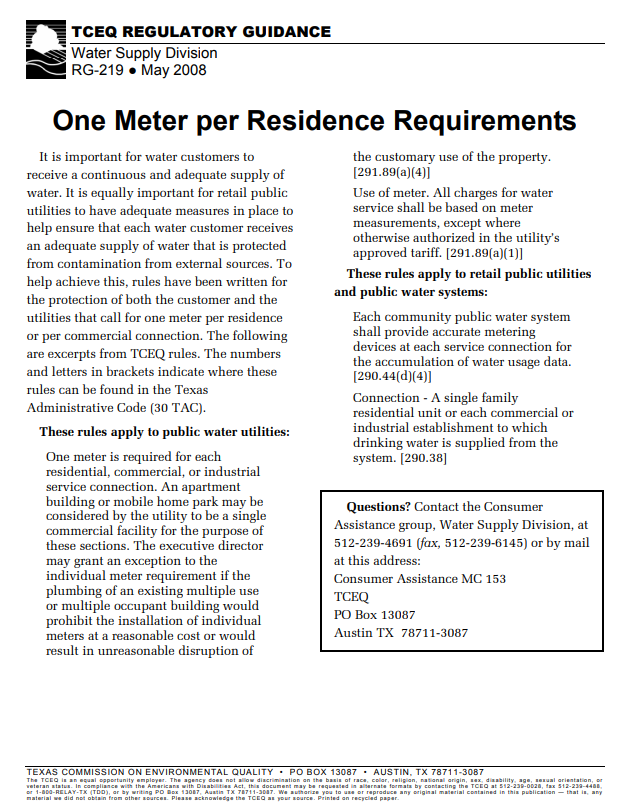 TCEQ REGULATORY GUIDANCE
Water Supply Division
RG-219 ● May 2008
One Meter per Residence Requirements
It is important for water customers to
receive a continuous and adequate supply of
water. It is equally important for retail public
utilities to have adequate measures in place to
help ensure that each water customer receives
an adequate supply of water that is protected
from contamination from external sources. To
help achieve this, rules have been written for
the protection of both the customer and the
utilities that call for one meter per residence
or per commercial connection. The following
are excerpts from TCEQ rules. The numbers
and letters in brackets indicate where these
rules can be found in the Texas
Administrative Code (30 TAC).
These rules apply to public water utilities:
One meter is required for each
residential, commercial, or industrial
service connection. An apartment
building or mobile home park may be
considered by the utility to be a single
commercial facility for the purpose of
these sections. The executive director
may grant an exception to the
individual meter requirement if the
plumbing of an existing multiple use
or multiple occupant building would
prohibit the installation of individual
meters at a reasonable cost or would
result in unreasonable disruption of
the customary use of the property.
[291.89(a)(4)]
Use of meter. All charges for water
service shall be based on meter
measurements, except where
otherwise authorized in the utility's
approved tariff. [291.89(a)(1)]
These rules apply to retail public utilities
and public water systems:
Each community public water system
shall provide accurate metering
devices at each service connection for
the accumulation of water usage data.
[290.44(d)(4)]
Connection - A single family
residential unit or each commercial or
industrial establishment to which
drinking water is supplied from the
system. [290.38]
Questions? Contact the Consumer
Assistance group, Water Supply Division, at
512-239-4691 (fax, 512-239-6145) or by mail
at this address:
Consumer Assistance MC 153
TCEQ
PO Box 13087
Austin TX 78711-3087
TEXAS COMMISSION ON ENVIRONMENTAL QUALITY • PO BOX 13087 • AUSTIN, TX 78711-3087
The TCEQ is an equal opportunity employer. The agency does not allow discrimination on the basis of race, color, religion, national origin, sex, disability, age, sexual orientation, or
veteran status. In compliance with the Americans with Disabilities Act, this document may be requested in alternate formats by contacting the TCEQ at 512-239-0028, fax 512-239-4488,
or 1-800-RELAY-TX (TDD), or by writing PO Box 13087, Austin TX 78711-3087. We authorize you to use or reproduce any original material contained in this publication — that is, any
material we did not obtain from other sources. Please acknowledge the TCEQ as your source. Printed on recycled paper.